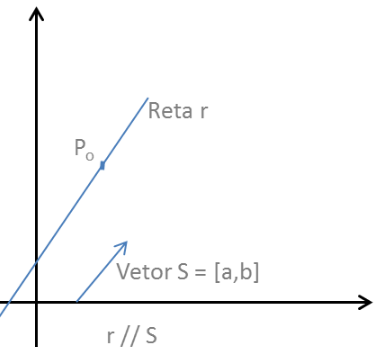 Reta r
Pₒ
Vetor S = [a,b]
r // S